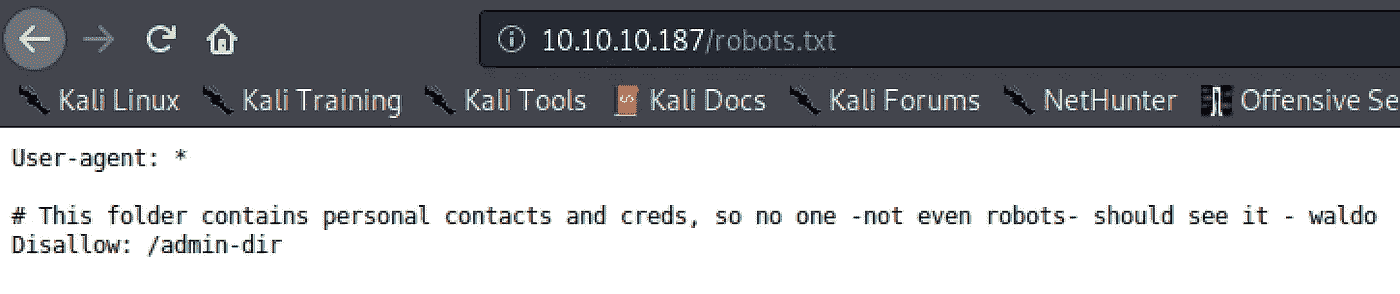 10.10.10.187/robots.txt
Kali Linux Kali Training Kali Tools Kali Docs Kali Forums NetHunter Offensive Se
User-agent: *
# This folder contains personal contacts and creds, so no one -not even robots- should see it - waldo
Disallow: /admin-dir